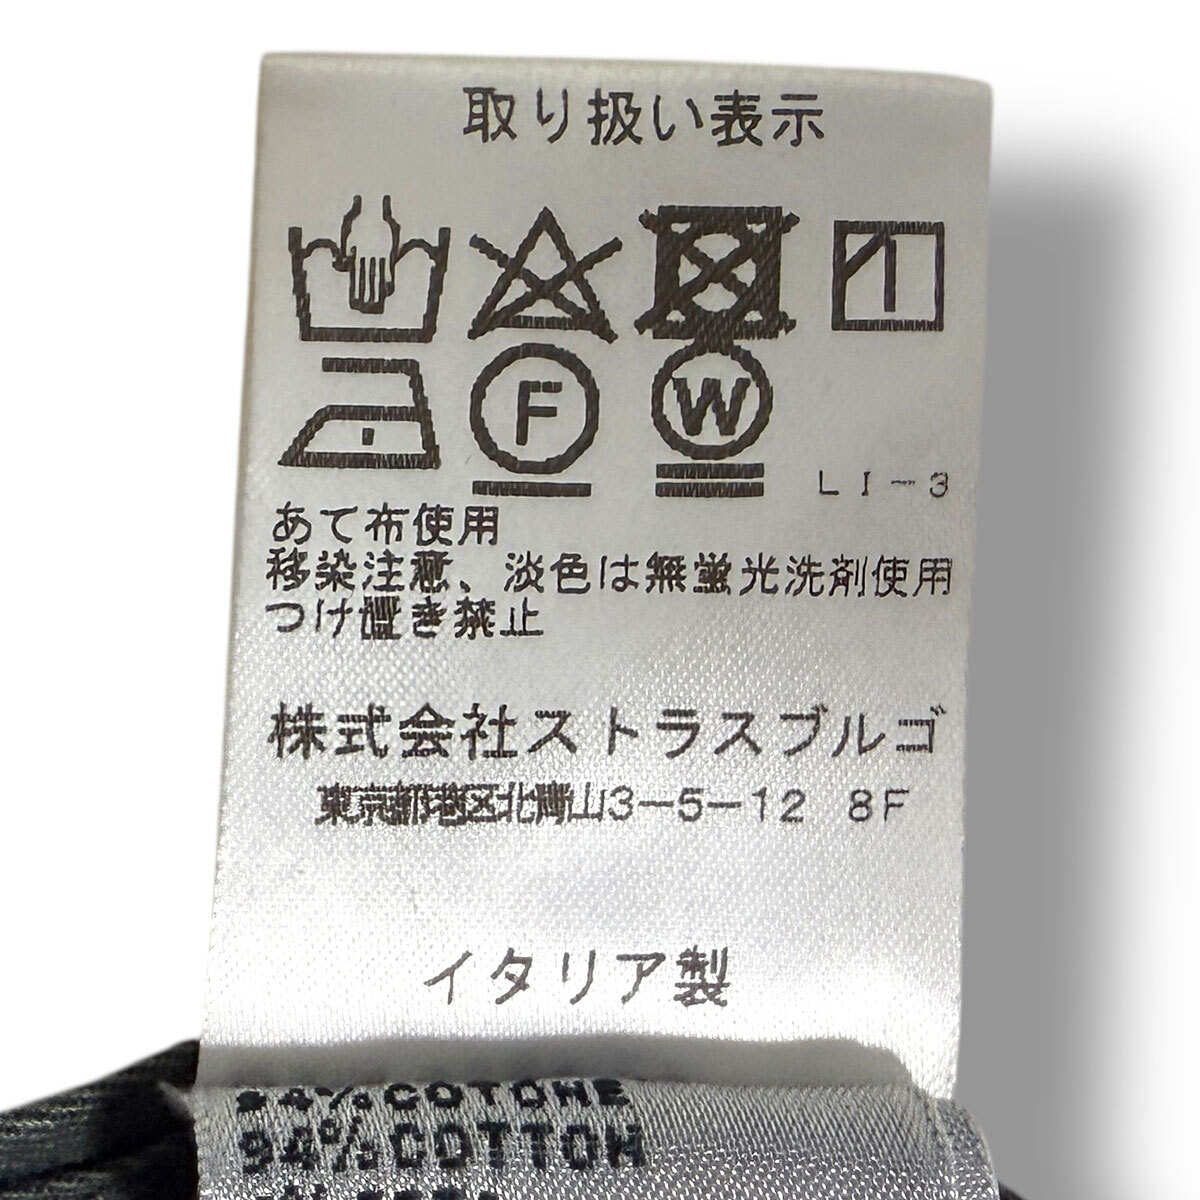 取り扱い表示
F W
LI-3
あて布使用
移染注意、淡色は無蛍光洗剤使用
つけ置き禁止
株式会社ストラスブルゴ
東京都港区北青山3-5-12 8F
イタリア製
94% COTONE
94% COTTON